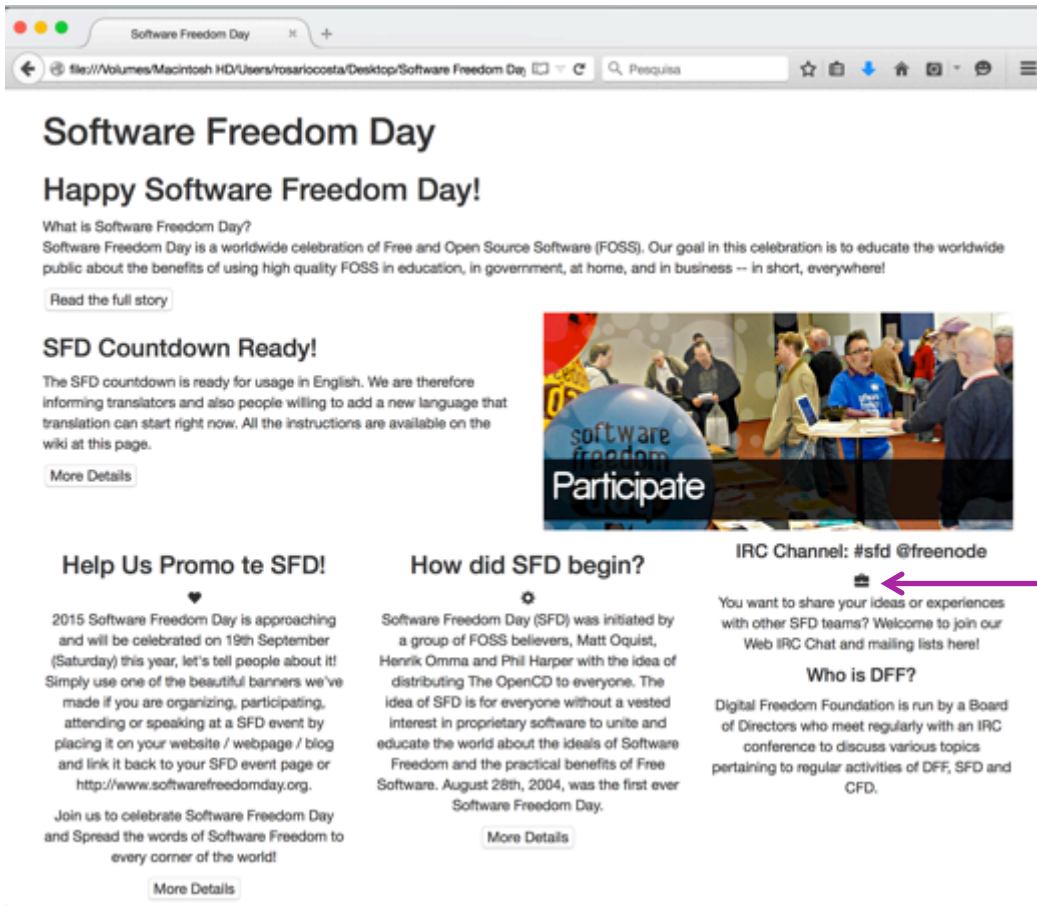 Software Freedom Day
file:///Volumes/Macintosh HD/Users/rosariocosta/Desktop/Software Freedom Day
Pesquisa
Software Freedom Day
Happy Software Freedom Day!
What is Software Freedom Day?
Software Freedom Day is a worldwide celebration of Free and Open Source Software (FOSS). Our goal in this celebration is to educate the worldwide
public about the benefits of using high quality FOSS in education, in government, at home, and in business -- in short, everywhere!
Read the full story
SFD Countdown Ready!
The SFD countdown is ready for usage in English. We are therefore
informing translators and also people willing to add a new language that
translation can start right now. All the instructions are available on the
wiki at this page.
More Details
software
freedom
Participate
Help Us Promo te SFD!
2015 Software Freedom Day is approaching
and will be celebrated on 19th September
(Saturday) this year, let's tell people about it!
Simply use one of the beautiful banners we've
made if you are organizing, participating,
attending or speaking at a SFD event by
placing it on your website / webpage / blog
and link it back to your SFD event page or
http://www.softwarefreedomday.org.
Join us to celebrate Software Freedom Day
and Spread the words of Software Freedom to
every corner of the world!
More Details
How did SFD begin?
Software Freedom Day (SFD) was initiated by
a group of FOSS believers, Matt Oquist,
Henrik Omma and Phil Harper with the idea of
distributing The OpenCD to everyone. The
idea of SFD is for everyone without a vested
interest in proprietary software to unite and
educate the world about the ideals of Software
Freedom and the practical benefits of Free
Software. August 28th, 2004, was the first ever
Software Freedom Day.
More Details
IRC Channel: #sfd @freenode
You want to share your ideas or experiences
with other SFD teams? Welcome to join our
Web IRC Chat and mailing lists here!
Who is DFF?
Digital Freedom Foundation is run by a Board
of Directors who meet regularly with an IRC
conference to discuss various topics
pertaining to regular activities of DFF, SFD and
CFD.